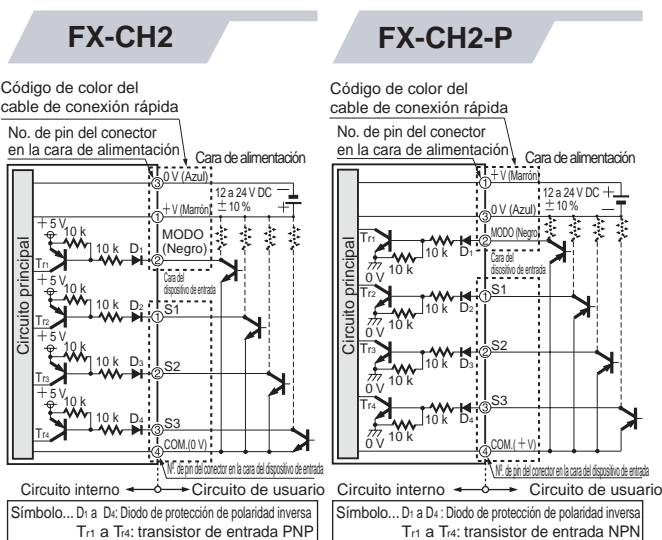 FX-CH2
Código de color del
cable de conexión rápida
No. de pin del conector
en la cara de alimentación
Cara de alimentación
③ 0 V (Azul)
12 a 24 V DC
± 10 %
−
+
① +V (Marrón)
+ 5 V
10 k
10 k D1
MODO
(Negro)
②
Tr1
Cara del
dispositivo de entrada
+ 5 V
10 k
10 k D2
① S1
Tr2
+ 5 V
10 k
10 k D3
② S2
Tr3
+ 5 V
10 k
10 k D4
③ S3
Tr4
④ COM.(0 V)
Circuito principal
Nº. de pin del conector en la cara del dispositivo de entrada
Circuito interno
Circuito de usuario
Símbolo... D1 a D4: Diodo de protección de polaridad inversa
Tr1 a Tr4: transistor de entrada PNP
FX-CH2-P
Código de color del
cable de conexión rápida
No. de pin del conector
en la cara de alimentación
Cara de alimentación
① +V (Marrón)
12 a 24 V DC
± 10 %
+
−
③ 0 V (Azul)
Tr1
② MODO (Negro)
D1
10 k
10 k
0 V
Cara del
disositivo de entrada
Tr2
① S1
10 k
D2
10 k
0 V
Tr3
② S2
10 k
D3
10 k
0 V
Tr4
③ S3
10 k
D4
10 k
0 V
④ COM.( +V)
Circuito principal
Nº. de pin del conector en la cara del dispositivo de entrada
Circuito interno
Circuito de usuario
Símbolo... D1 a D4 : Diodo de protección de polaridad inversa
Tr1 a Tr4: transistor de entrada NPN